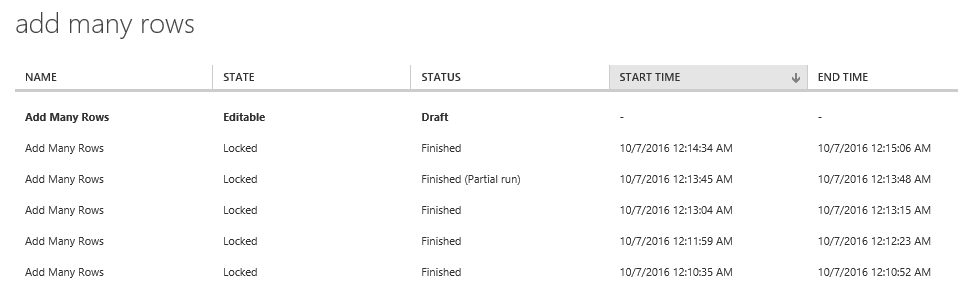 add many rows
NAME STATE STATUS START TIME END TIME
Add Many Rows Editable Draft - -
Add Many Rows Locked Finished 10/7/2016 12:14:34 AM 10/7/2016 12:15:06 AM
Add Many Rows Locked Finished (Partial run) 10/7/2016 12:13:45 AM 10/7/2016 12:13:48 AM
Add Many Rows Locked Finished 10/7/2016 12:13:04 AM 10/7/2016 12:13:15 AM
Add Many Rows Locked Finished 10/7/2016 12:11:59 AM 10/7/2016 12:12:23 AM
Add Many Rows Locked Finished 10/7/2016 12:10:35 AM 10/7/2016 12:10:52 AM